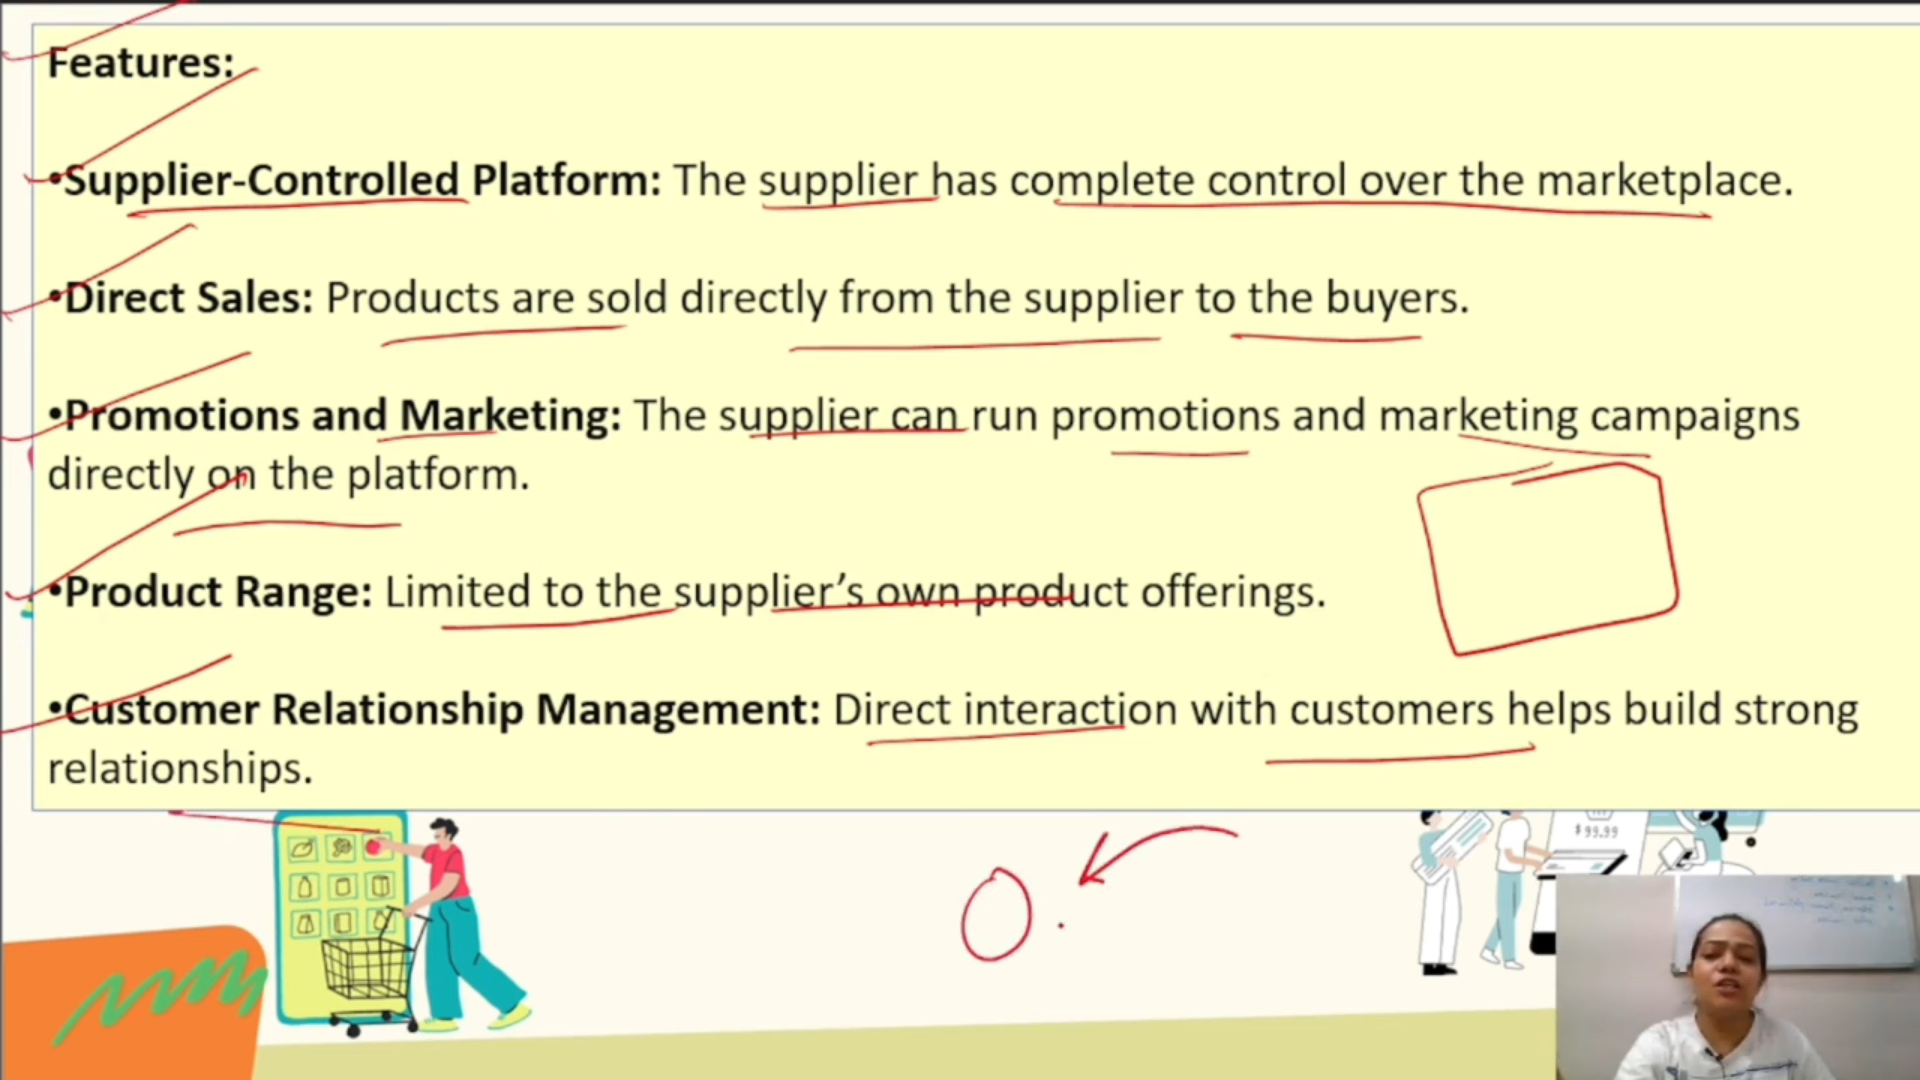 Features:
•Supplier-Controlled Platform: The supplier has complete control over the marketplace.
•Direct Sales: Products are sold directly from the supplier to the buyers.
•Promotions and Marketing: The supplier can run promotions and marketing campaigns
directly on the platform.
•Product Range: Limited to the supplier’s own product offerings.
•Customer Relationship Management: Direct interaction with customers helps build strong
relationships.
$99.99